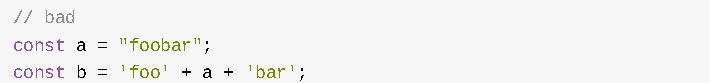 // bad
const a = "foobar";
const b = 'foo' + a + 'bar';